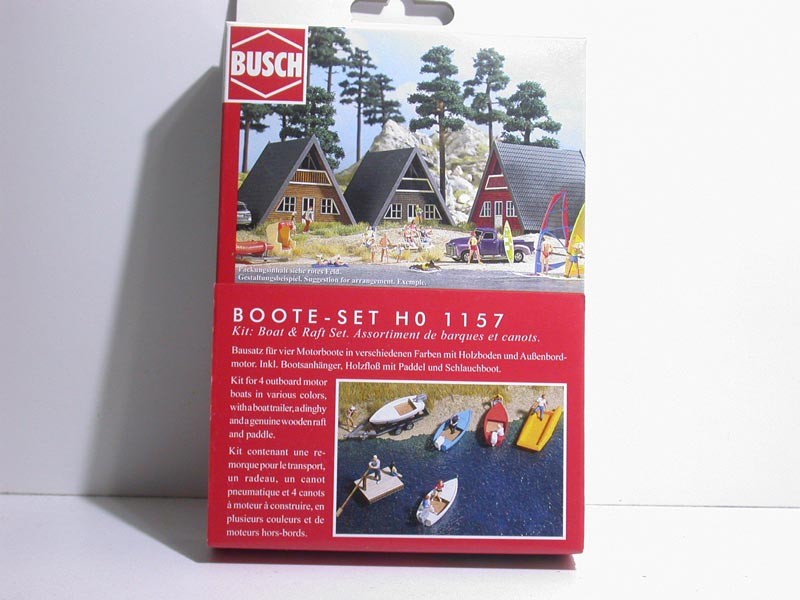 BUSCH
Packungsinhalt siehe rotes Feld.
Gestaltungsbeispiel. Suggestion for arrangement. Exemple.
BOOTE-SET H0 1157
Kit: Boat & Raft Set. Assortiment de barques et canots.
Bausatz für vier Motorboote in verschiedenen Farben mit Holzboden und Außenbord-
motor. Inkl. Bootsanhänger, Holzfloß mit Paddel und Schlauchboot.
Kit for 4 outboard motor
boats in various colors,
with a boat trailer, a dinghy
and a genuine wooden raft
and paddle.
Kit contenant une re-
morque pour le transport,
un radeau, un canot
pneumatique et 4 canots
à moteur à construire, en
plusieurs couleurs et de
moteurs hors-bords.